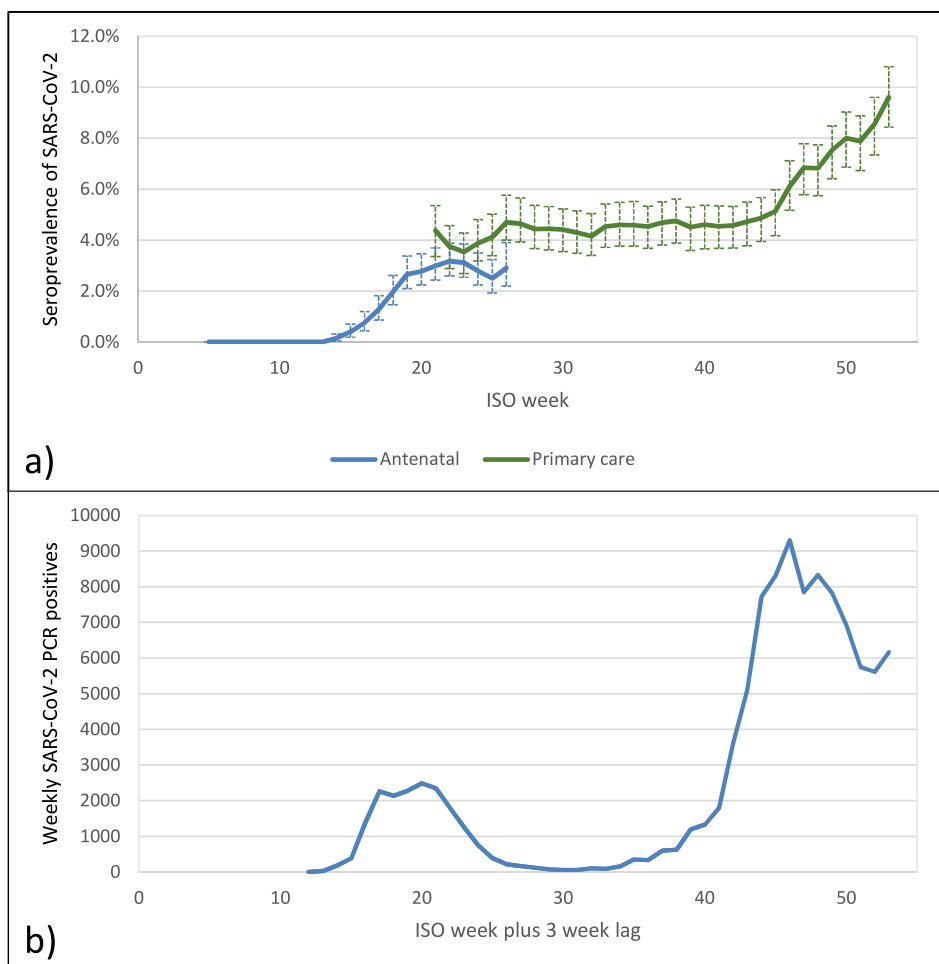 12.0%
10.0%
8.0%
6.0%
4.0%
2.0%
0.0%
Seroprevalence of SARS-CoV-2
0 10 20 30 40 50
ISO week
a)
Antenatal Primary care
10000
9000
8000
7000
6000
5000
4000
3000
2000
1000
0
Weekly SARS-CoV-2 PCR positives
0 10 20 30 40 50
ISO week plus 3 week lag
b)